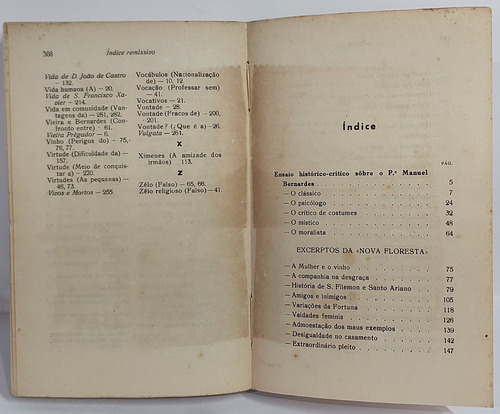 308
Índice remissivo
Vida de D. João de Castro
— 132.
Vida humana (A) — 20.
Vida de S. Francisco Xa-
vier — 214.
Vida em comunidade (Van-
tagens da) — 281, 282.
Vieira e Bernardes (Con-
fronto entre) — 61.
Vieira Prègador — 6.
Vinho (Perigos do) — 75,
76, 77.
Virtude (Dificuldade da) —
157.
Virtude (Meio de conquis-
tar a) — 220.
Virtudes (As pequenas) —
46, 73.
Vivos e Mortos — 255.
Vocábulos (Nacionalização
de) — 10, 12.
Vocação (Professar sem)
— 41.
Vocativos — 21.
Vontade — 28.
Vontade (Fracos de) — 200,
201.
Vontade? (¿Que é a) — 26.
Vulgata — 261.
X
Ximenes (A amizade dos
irmãos) 113.
Z
Zêlo (Falso) — 65, 66.
Zêlo religioso (Falso) — 41.
Índice
PÁG.
Ensaio histórico-crítico sôbre o P.e Manuel
Bernardes . . . . . . . . . . . . 5
— O clássico . . . . . . . . . . . . 7
— O psicólogo . . . . . . . . . . . . 24
— O crítico de costumes . . . . . . . . . 32
— O místico . . . . . . . . . . . . 48
— O moralista . . . . . . . . . . . . 64
EXCERPTOS DA «NOVA FLORESTA»
— A Mulher e o vinho . . . . . . . . . . 75
— A companhia na desgraça . . . . . . . . 77
— História de S. Filemon e Santo Ariano . . . . 79
— Amigos e inimigos . . . . . . . . . . 105
— Variações da Fortuna . . . . . . . . . 118
— Vaidades feminis . . . . . . . . . . 126
— Admoestação dos maus exemplos . . . . . . 139
— Desigualdade no casamento . . . . . . . 142
— Extraordinário pleito . . . . . . . . . 147